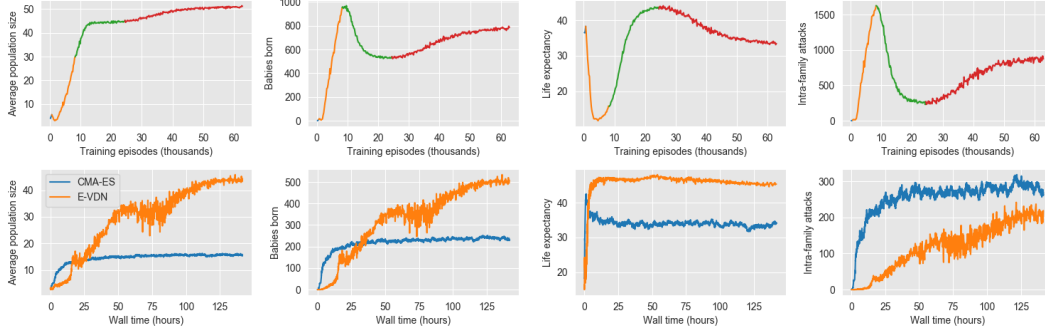 Average population size
50
40
30
20
10
0 10 20 30 40 50 60
Training episodes (thousands)
Babies born
1000
800
600
400
200
0
0 10 20 30 40 50 60
Training episodes (thousands)
Life expectancy
40
30
20
0 10 20 30 40 50 60
Training episodes (thousands)
Intra-family attacks
1500
1000
500
0
0 10 20 30 40 50 60
Training episodes (thousands)
Average population size
40
30
20
10
CMA-ES
E-VDN
0 25 50 75 100 125
Wall time (hours)
Babies born
500
400
300
200
100
0
0 25 50 75 100 125
Wall time (hours)
Life expectancy
40
30
20
0 25 50 75 100 125
Wall time (hours)
Intra-family attacks
300
200
100
0
0 25 50 75 100 125
Wall time (hours)